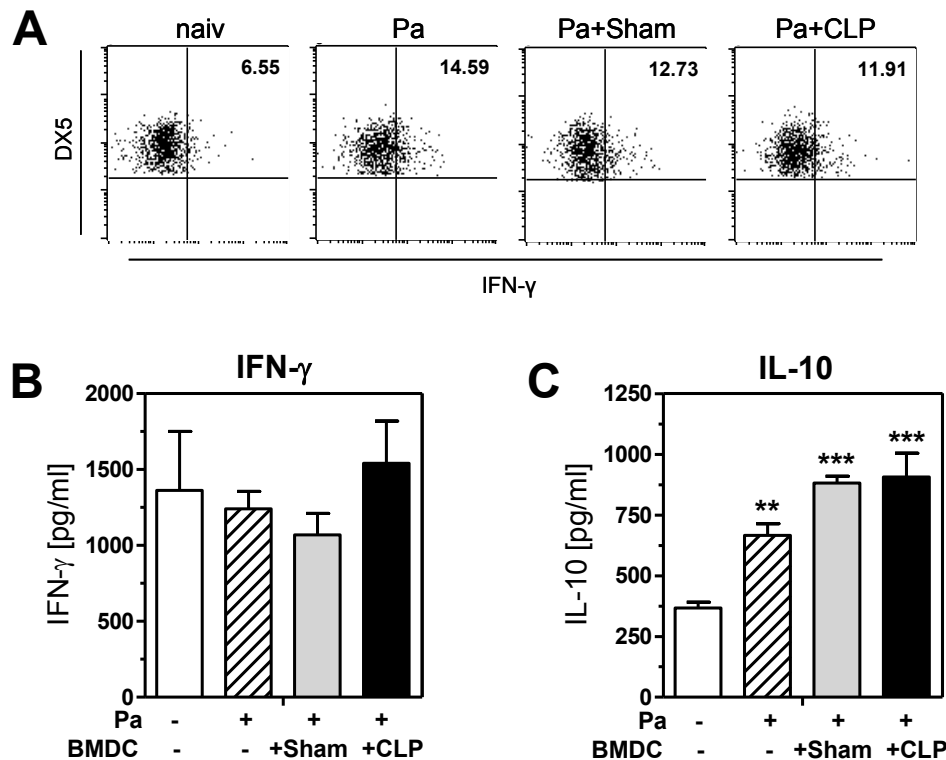 A
naiv Pa Pa+Sham Pa+CLP
6.55 14.59 12.73 11.91
DX5
IFN-γ
B
IFN-γ
2000
1500
1000
500
0
IFN-γ [pg/ml]
Pa - + + +
BMDC - - +Sham +CLP
C
IL-10
1250
1000
750
500
250
0
IL-10 [pg/ml]
** *** ***
Pa - + + +
BMDC - - +Sham +CLP